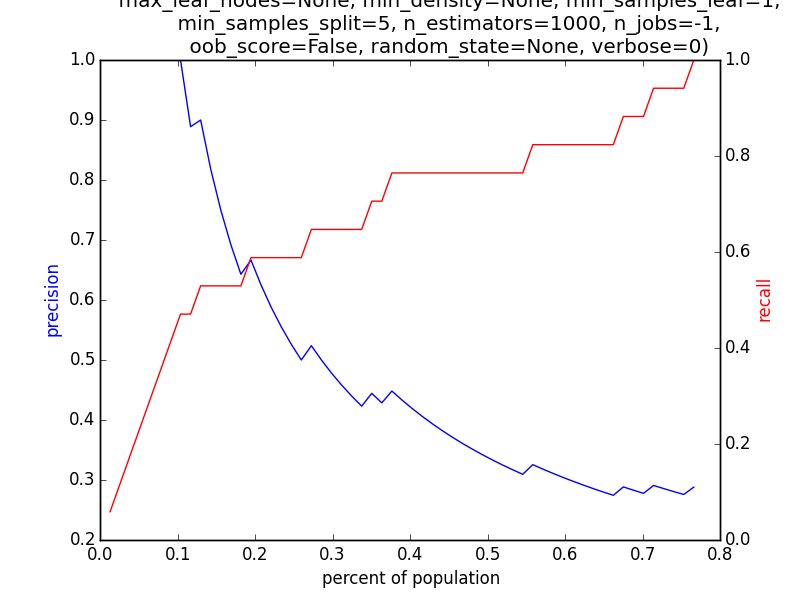 max_leaf_nodes=None, min_density=None, min_samples_leaf=1,
min_samples_split=5, n_estimators=1000, n_jobs=-1,
oob_score=False, random_state=None, verbose=0)
1.0
0.9
0.8
0.7
0.6
0.5
0.4
0.3
0.2
precision
1.0
0.8
0.6
0.4
0.2
0.0
recall
0.0 0.1 0.2 0.3 0.4 0.5 0.6 0.7 0.8
percent of population